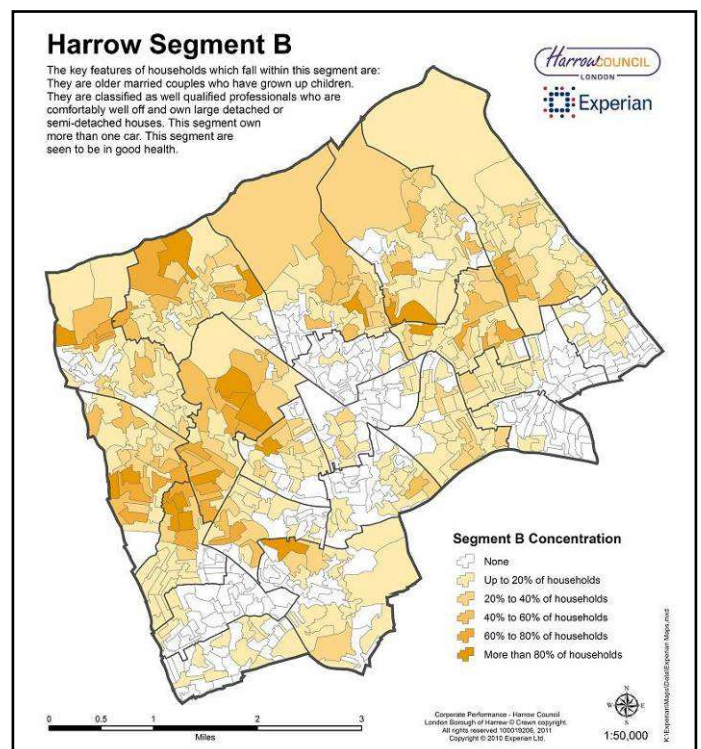 Harrow Segment B
The key features of households which fall within this segment are:
They are older married couples who have grown up children.
They are classified as well qualified professionals who are
comfortably well off and own large detached or
semi-detached houses. This segment own
more than one car. This segment are
seen to be in good health.
HarrowCOUNCIL
LONDON
Experian
Segment B Concentration
None
Up to 20% of households
20% to 40% of households
40% to 60% of households
60% to 80% of households
More than 80% of households
0 0.5 1 2 3
Miles
Corporate Performance - Harrow Council
London Borough of Harrow © Crown copyright.
All rights reserved 100019206, 2011
Copyright © 2010 Experian Ltd.
N
W E
S
1:50,000
K:\Experian\Maps\Data\Experian Maps.mxd